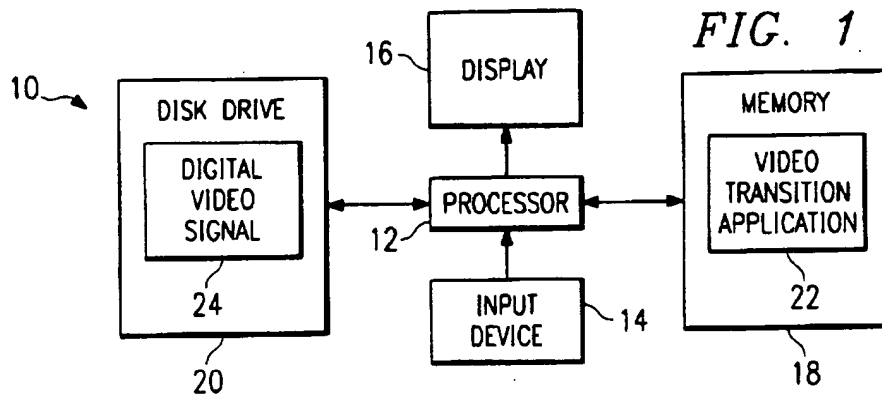 FIG. 1
10
16
DISPLAY
DISK DRIVE
DIGITAL
VIDEO
SIGNAL
24
20
PROCESSOR
12
INPUT
DEVICE
14
MEMORY
VIDEO
TRANSITION
APPLICATION
22
18